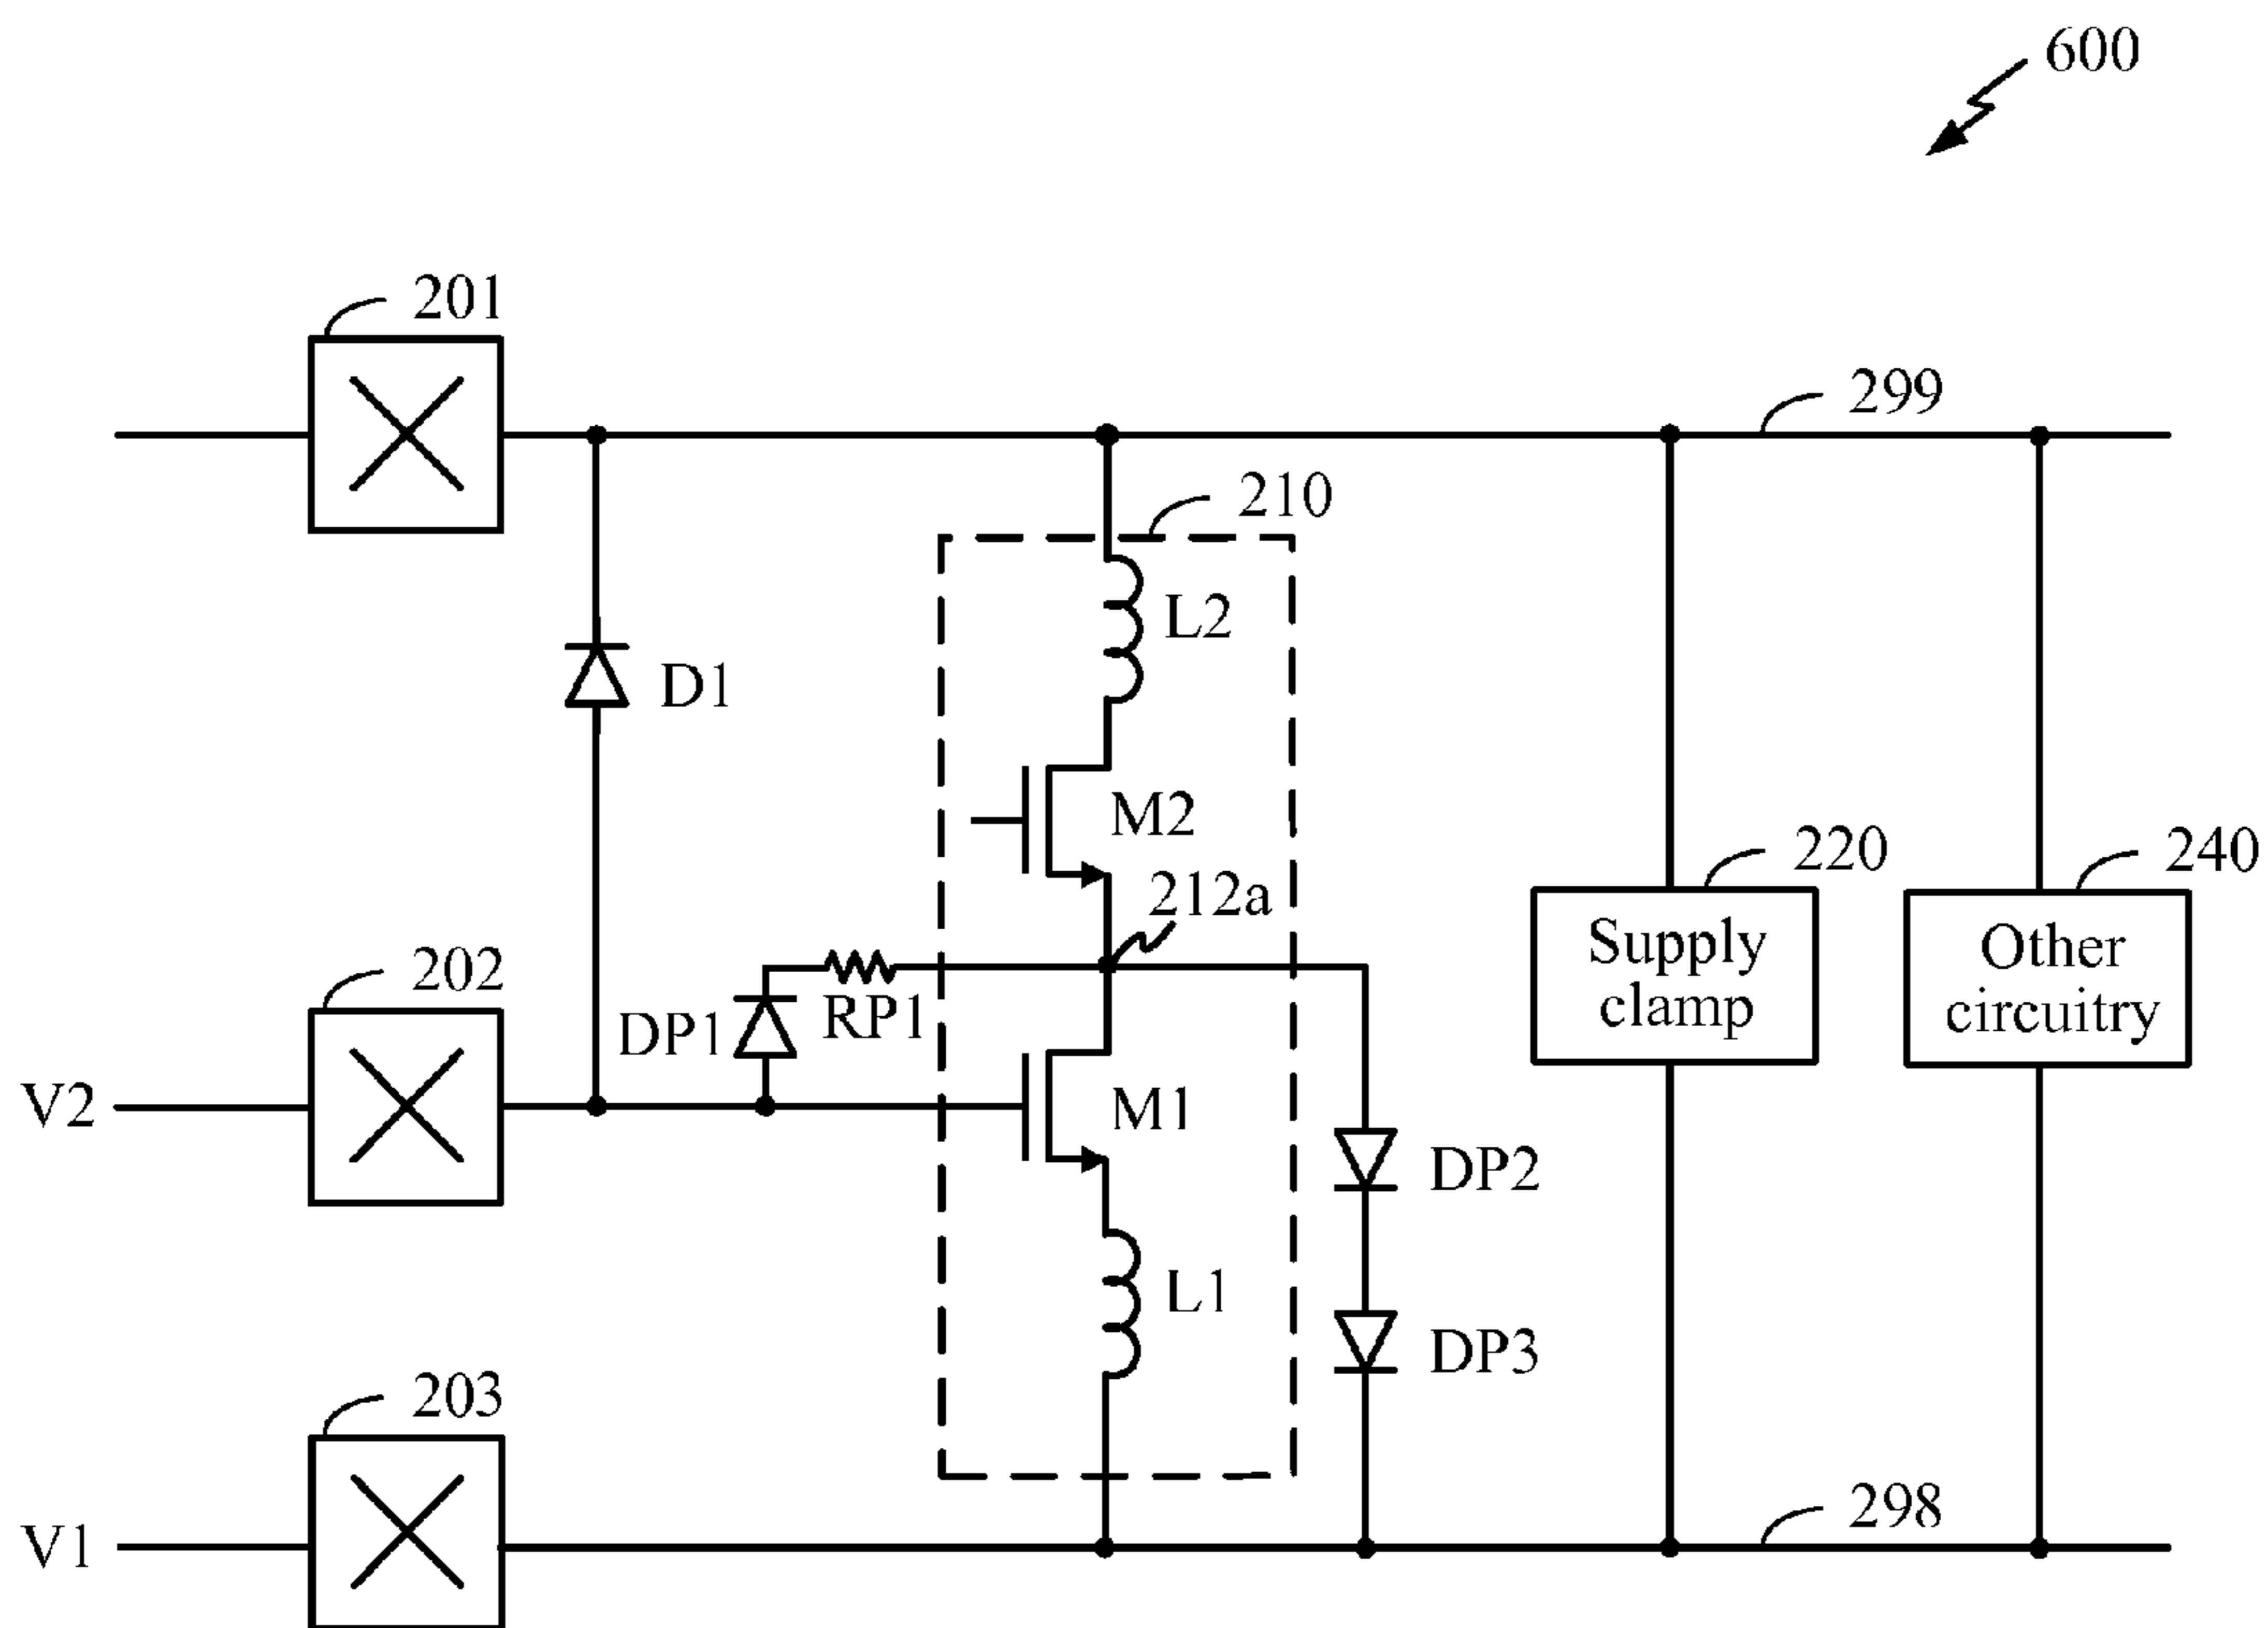 600
201
299
210
L2
D1
M2
220
240
212a
202
Supply
clamp
Other
circuitry
DP1
RP1
V2
M1
DP2
L1
DP3
203
298
V1